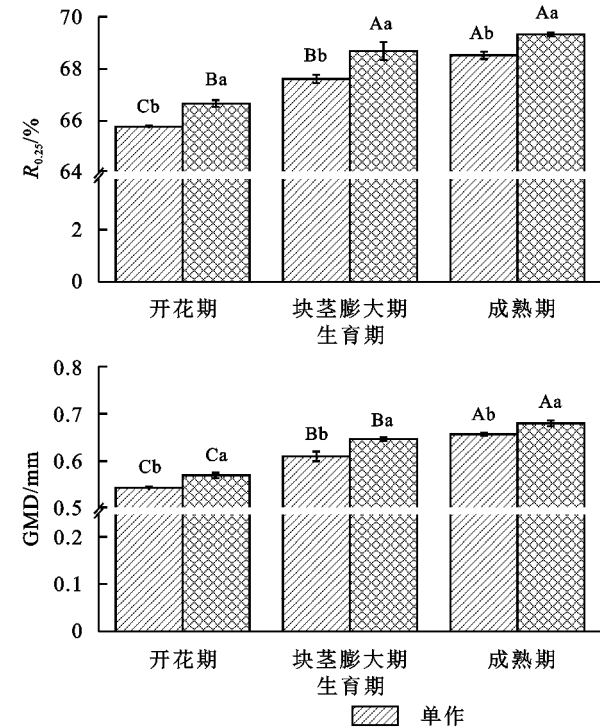 R0.25/%
70
68
66
64
2
0
Cb
Ba
Bb
Aa
Ab
Aa
开花期
块茎膨大期
成熟期
生育期
GMD/mm
0.8
0.7
0.6
0.5
0.2
0.1
0
Cb
Ca
Bb
Ba
Ab
Aa
开花期
块茎膨大期
成熟期
生育期
单作